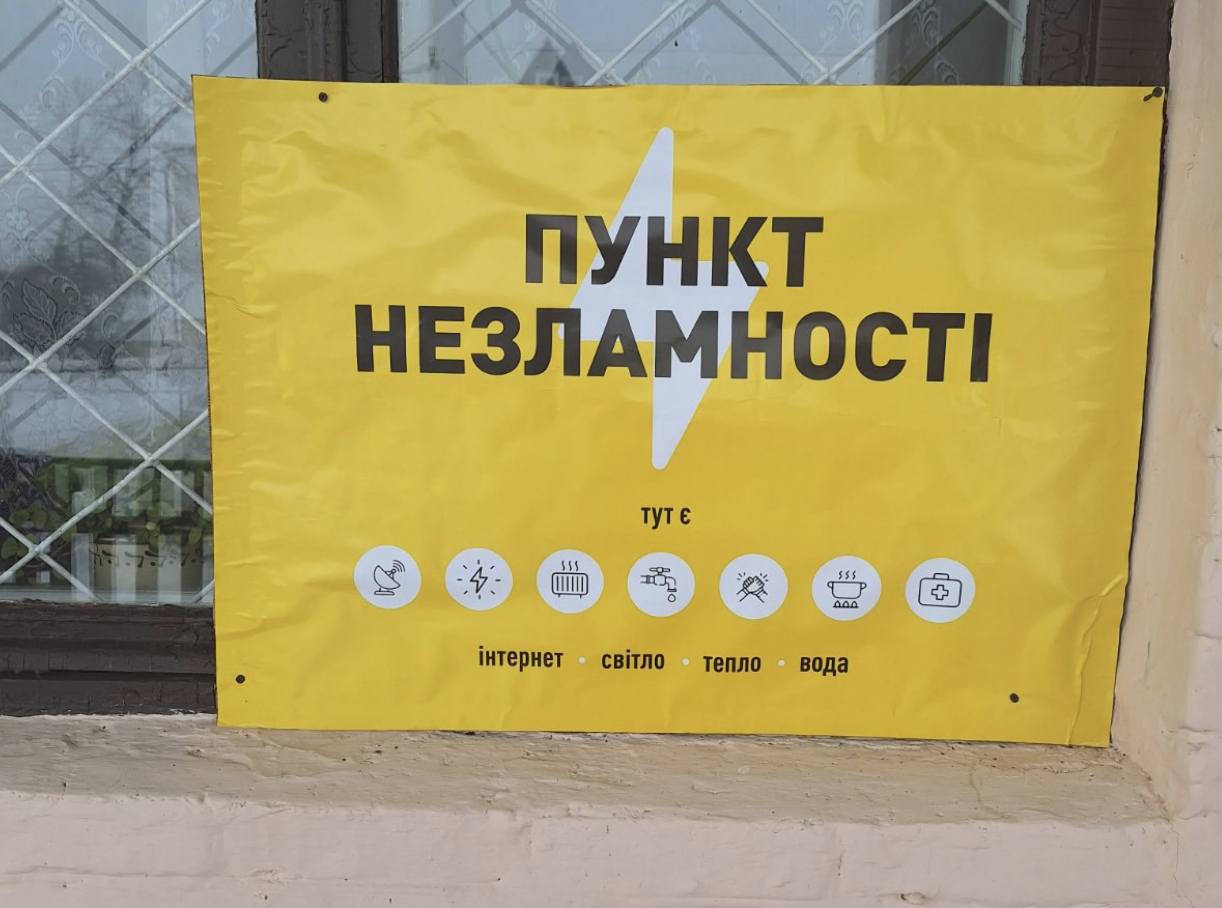 ПУНКТ
НЕЗЛАМНОСТІ
тут є
інтернет • світло • тепло • вода